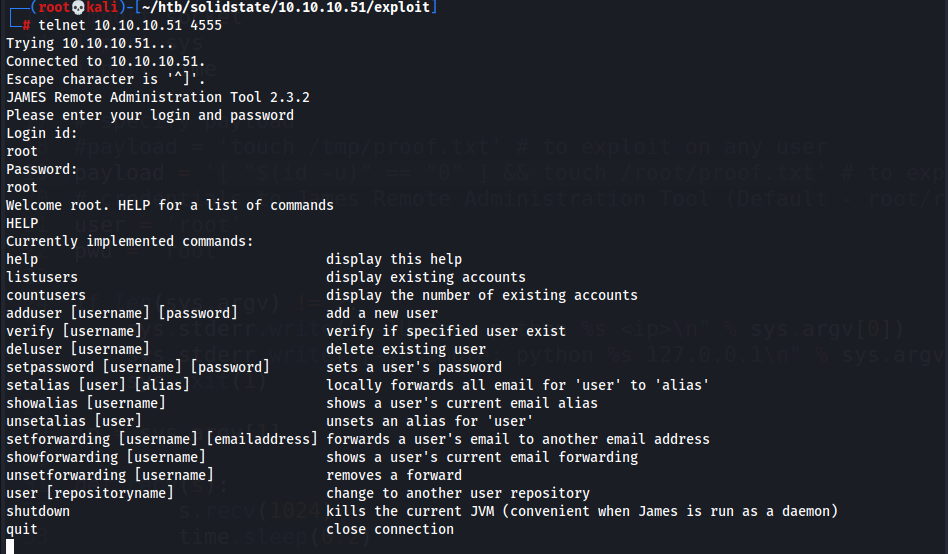 (root💀kali)-[~/htb/solidstate/10.10.10.51/exploit]
# telnet 10.10.10.51 4555
Trying 10.10.10.51...
Connected to 10.10.10.51.
Escape character is '^]'.
JAMES Remote Administration Tool 2.3.2
Please enter your login and password
Login id:
root
Password:
root
Welcome root. HELP for a list of commands
HELP
Currently implemented commands:
help display this help
listusers display existing accounts
countusers display the number of existing accounts
adduser [username] [password] add a new user
verify [username] verify if specified user exist
deluser [username] delete existing user
setpassword [username] [password] sets a user's password
setalias [user] [alias] locally forwards all email for 'user' to 'alias'
showalias [username] shows a user's current email alias
unsetalias [user] unsets an alias for 'user'
setforwarding [username] [emailaddress] forwards a user's email to another email address
showforwarding [username] shows a user's current email forwarding
unsetforwarding [username] removes a forward
user [repositoryname] change to another user repository
shutdown kills the current JVM (convenient when James is run as a daemon)
quit close connection